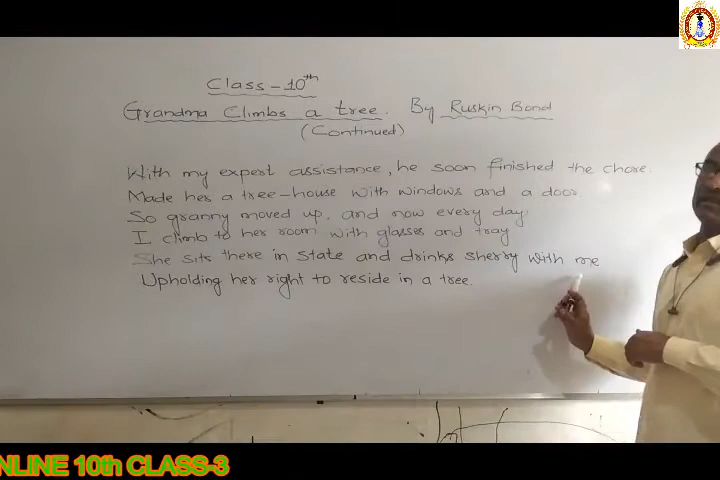 Class - 10th
Grandma Climbs a tree. By Ruskin Bond
(Continued)
With my expert assistance, he soon finished the chore.
Made her a tree-house with windows and a door.
So granny moved up, and now every day
I climb to her room with glasses and tray
She sits there in state and drinks sherry with me
Upholding her right to reside in a tree.
NLINE 10th CLASS-3